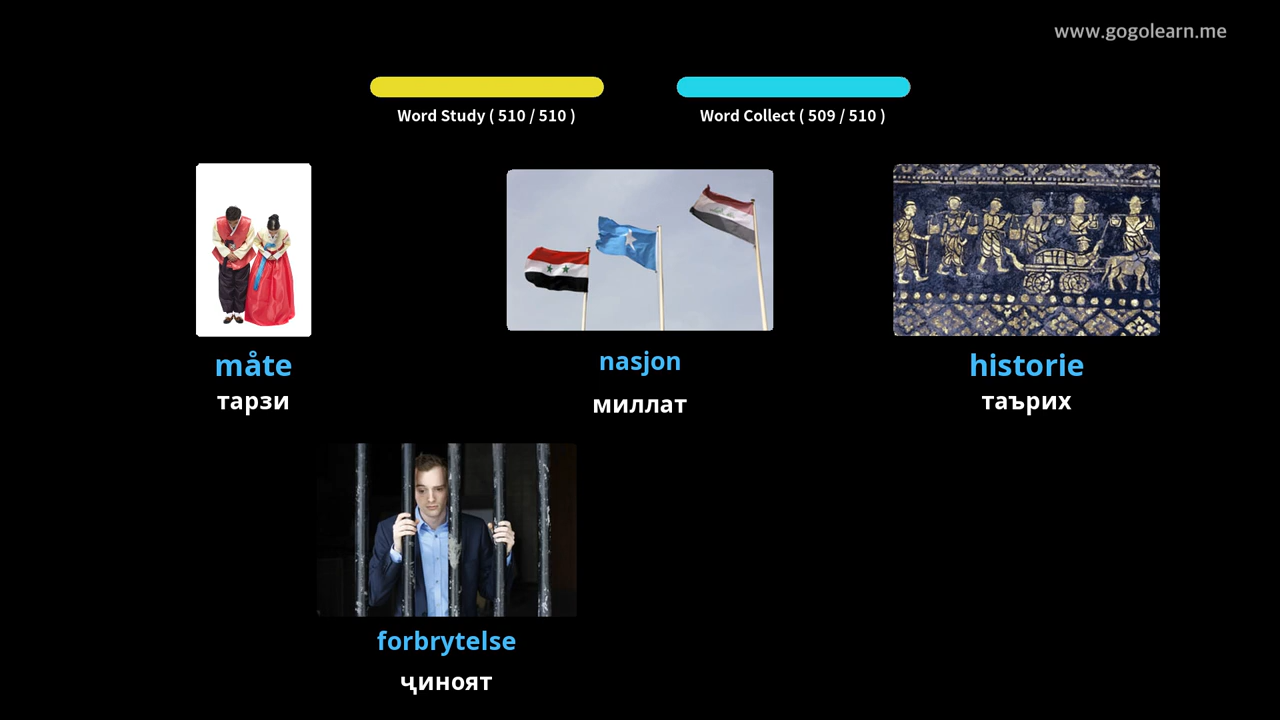 www.gogolearn.me
Word Study ( 510 / 510 )
Word Collect ( 509 / 510 )
måte
тарзи
nasjon
миллат
historie
таърих
forbrytelse
ҷиноят